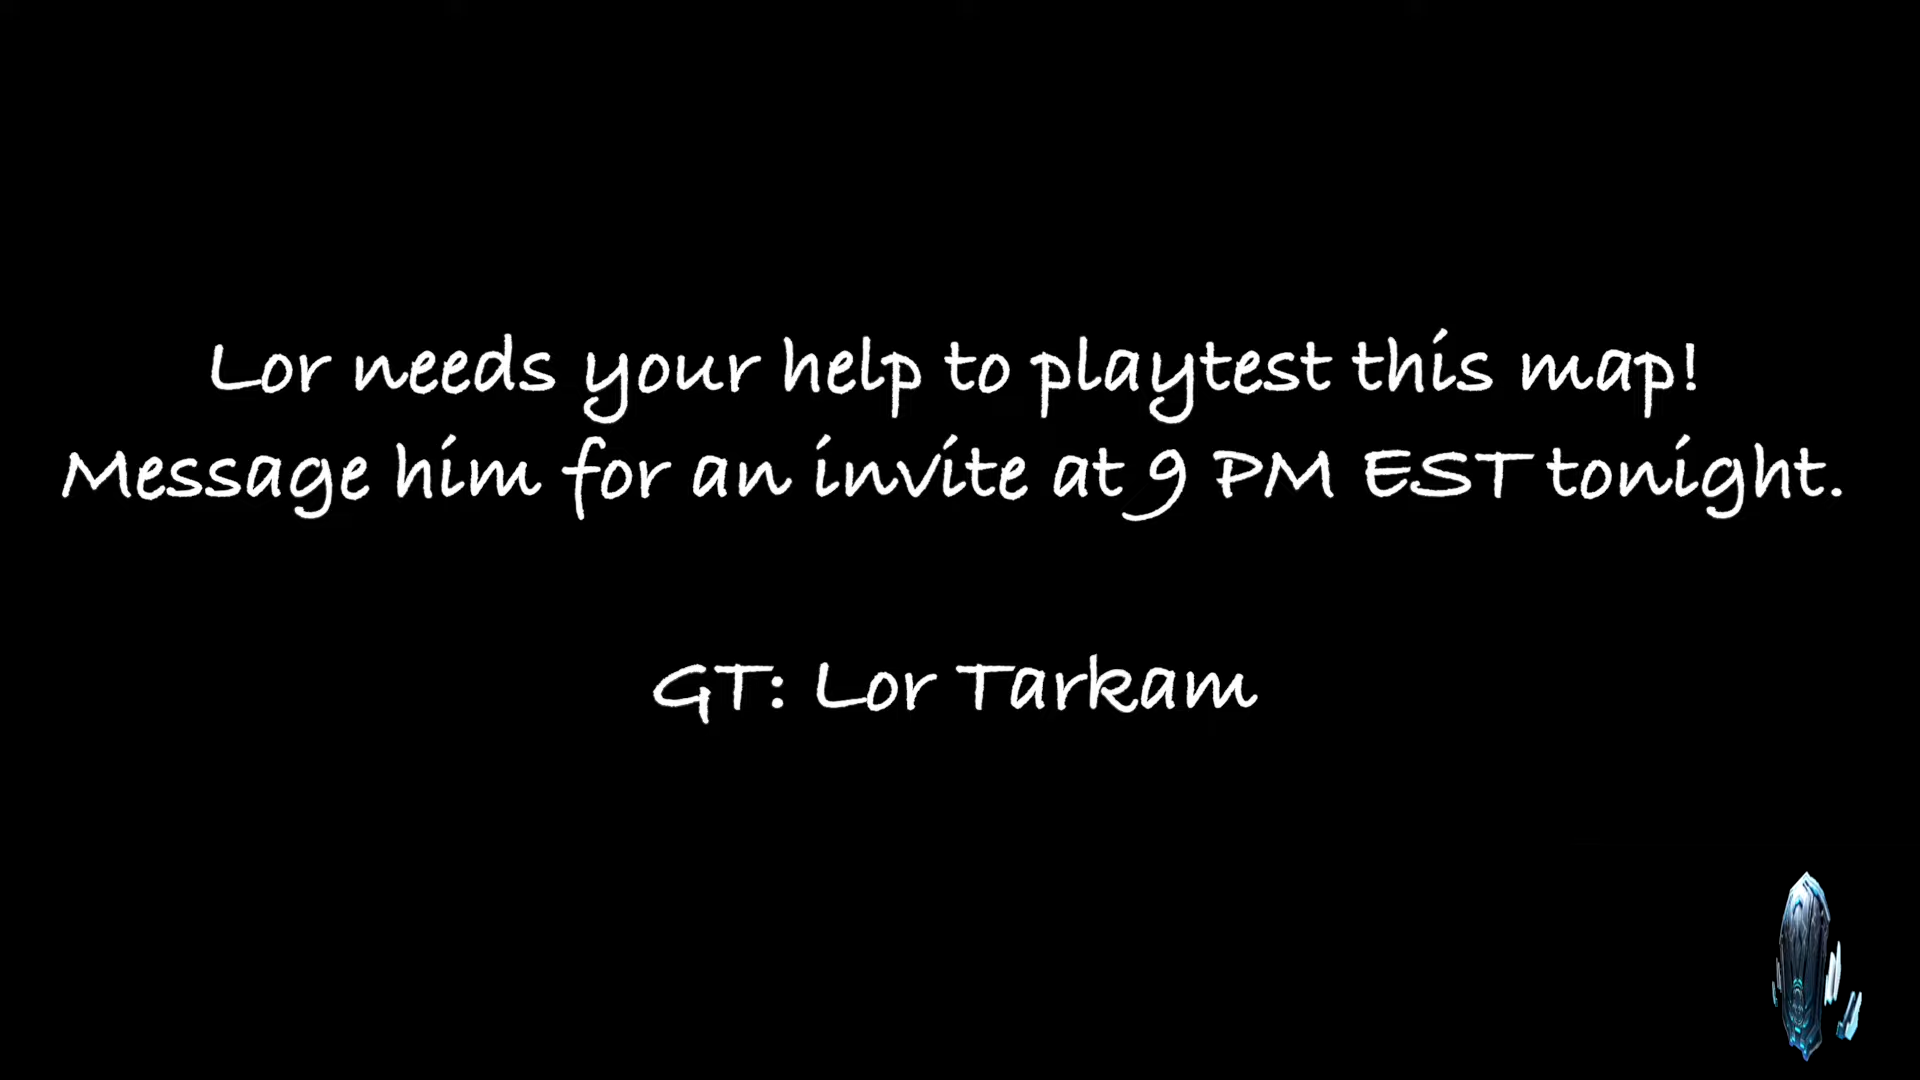 Lor needs your help to playtest this map!
Message him for an invite at 9 PM EST tonight.
GT: Lor Tarkam